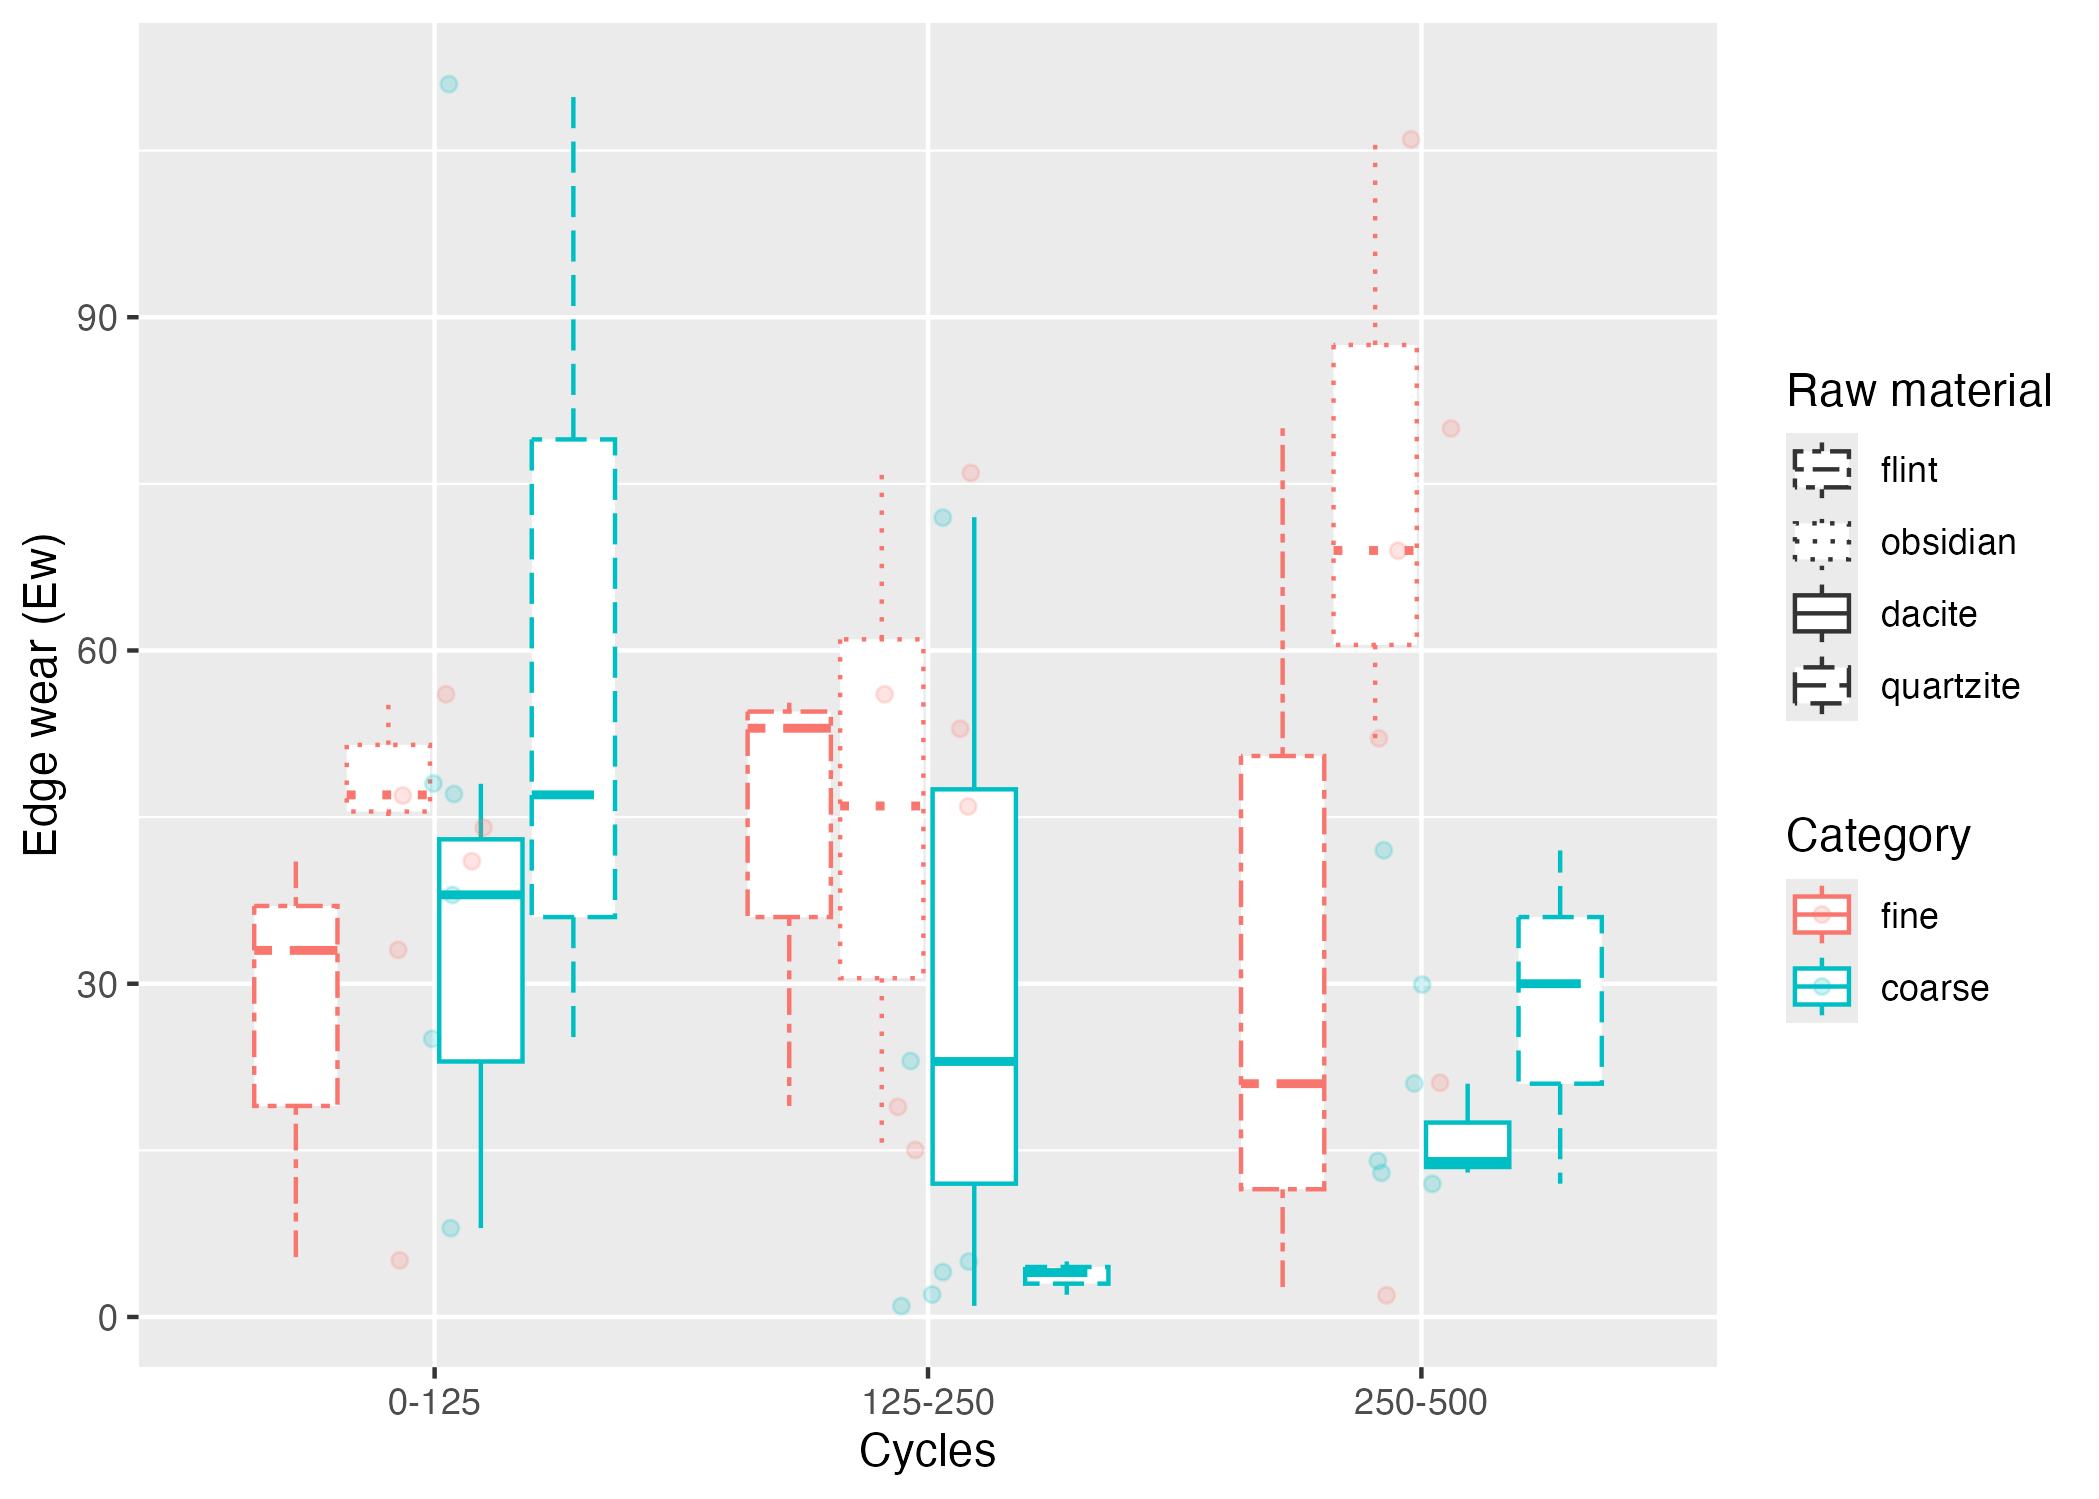 Edge wear (Ew)
90
60
30
0
0-125
125-250
250-500
Cycles
Raw material
flint
obsidian
dacite
quartzite
Category
fine
coarse